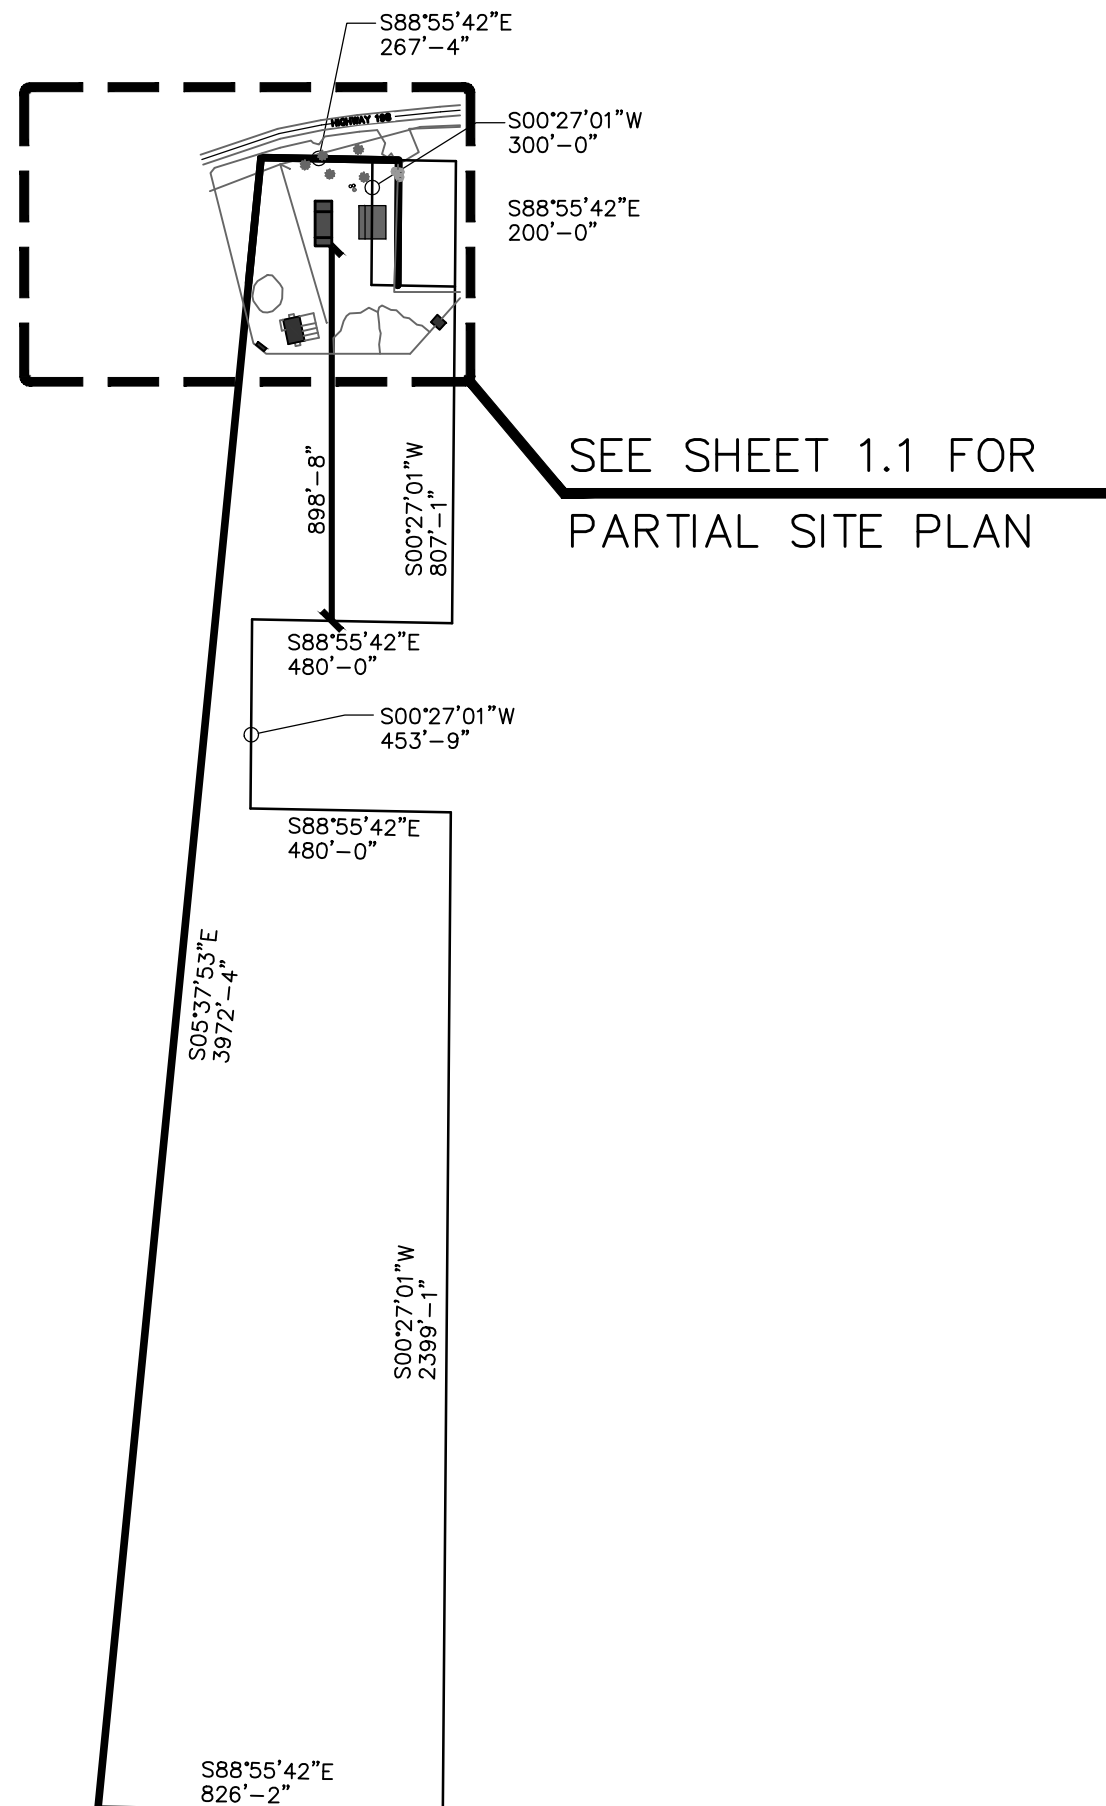 S88°55'42"E
267'-4"
S00°27'01"W
300'-0"
S88°55'42"E
200'-0"
SEE SHEET 1.1 FOR
PARTIAL SITE PLAN
898'-8"
S00°27'01"W
807'-1"
S88°55'42"E
480'-0"
S00°27'01"W
453'-9"
S88°55'42"E
480'-0"
S05°37'53"E
3972'-4"
S00°27'01"W
2399'-1"
S88°55'42"E
826'-2"
HIGHWAY